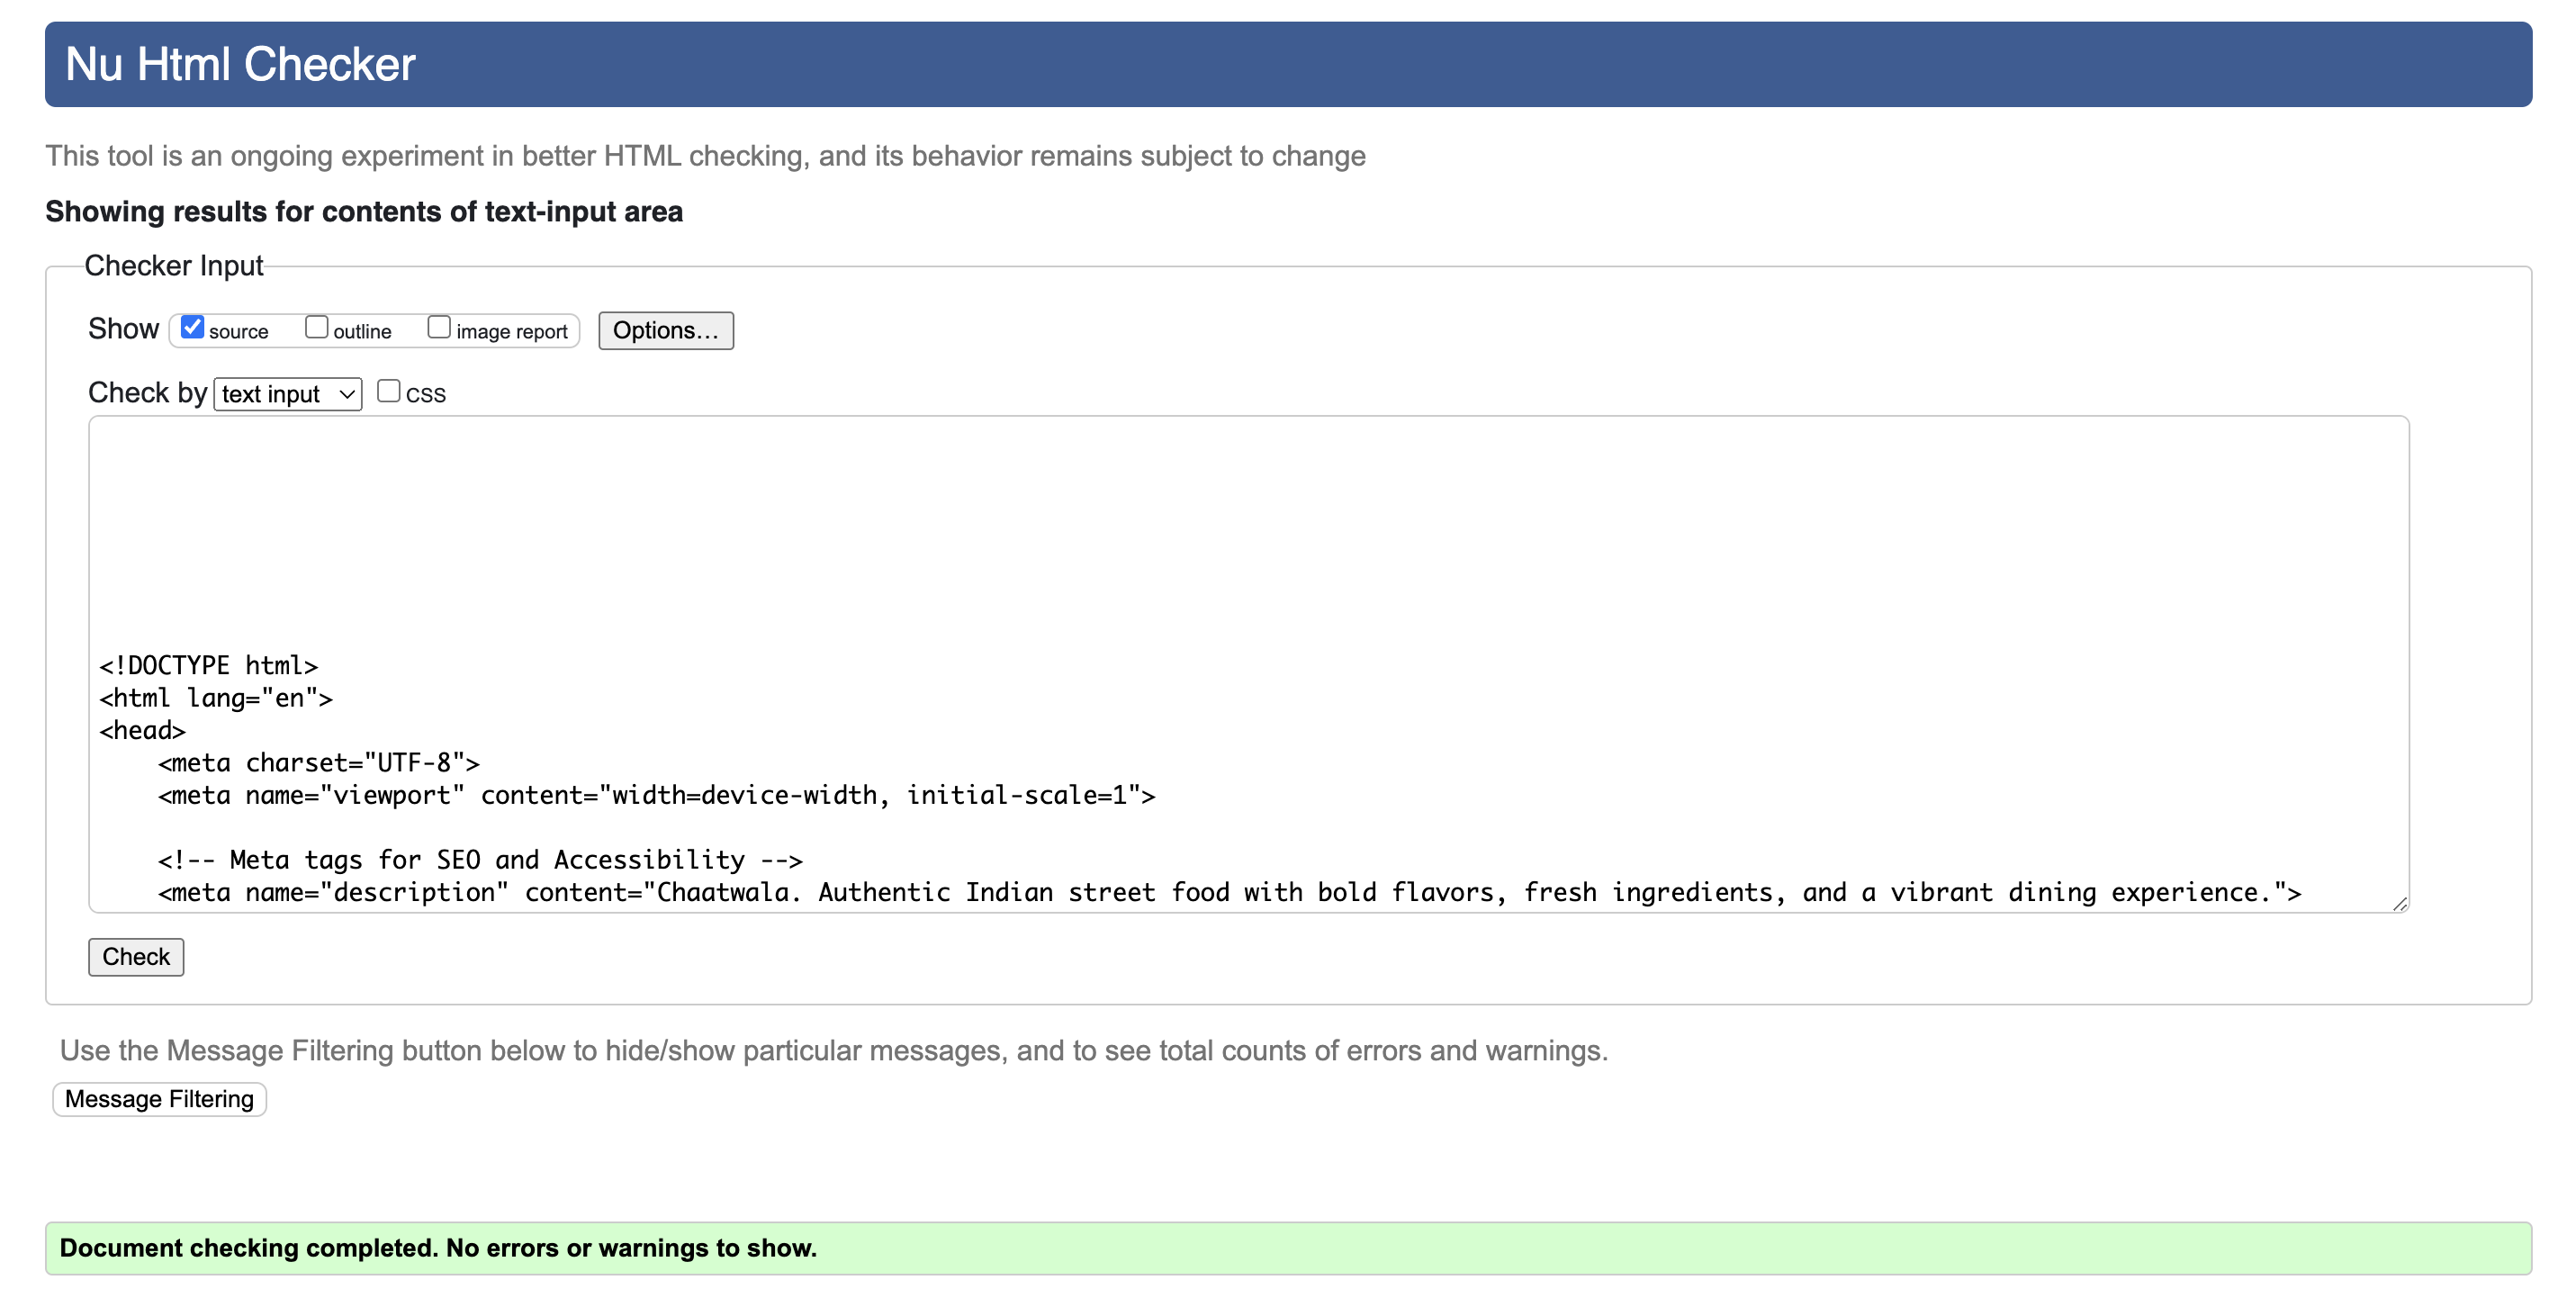 Nu Html Checker
This tool is an ongoing experiment in better HTML checking, and its behavior remains subject to change
Showing results for contents of text-input area
Checker Input
Show source outline image report Options...
Check by text input CSS
<!DOCTYPE html>
<html lang="en">
<head>
    <meta charset="UTF-8">
    <meta name="viewport" content="width=device-width, initial-scale=1">
    <!-- Meta tags for SEO and Accessibility -->
    <meta name="description" content="Chaatwala. Authentic Indian street food with bold flavors, fresh ingredients, and a vibrant dining experience.">
Check
Use the Message Filtering button below to hide/show particular messages, and to see total counts of errors and warnings.
Message Filtering
Document checking completed. No errors or warnings to show.